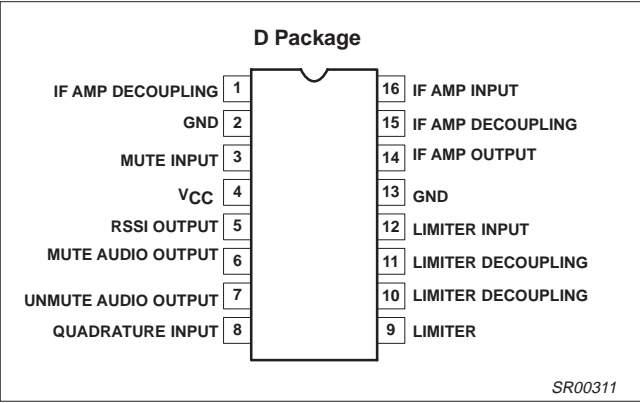 D Package
IF AMP DECOUPLING 1
GND 2
MUTE INPUT 3
VCC 4
RSSI OUTPUT 5
MUTE AUDIO OUTPUT 6
UNMUTE AUDIO OUTPUT 7
QUADRATURE INPUT 8
16 IF AMP INPUT
15 IF AMP DECOUPLING
14 IF AMP OUTPUT
13 GND
12 LIMITER INPUT
11 LIMITER DECOUPLING
10 LIMITER DECOUPLING
9 LIMITER
SR00311